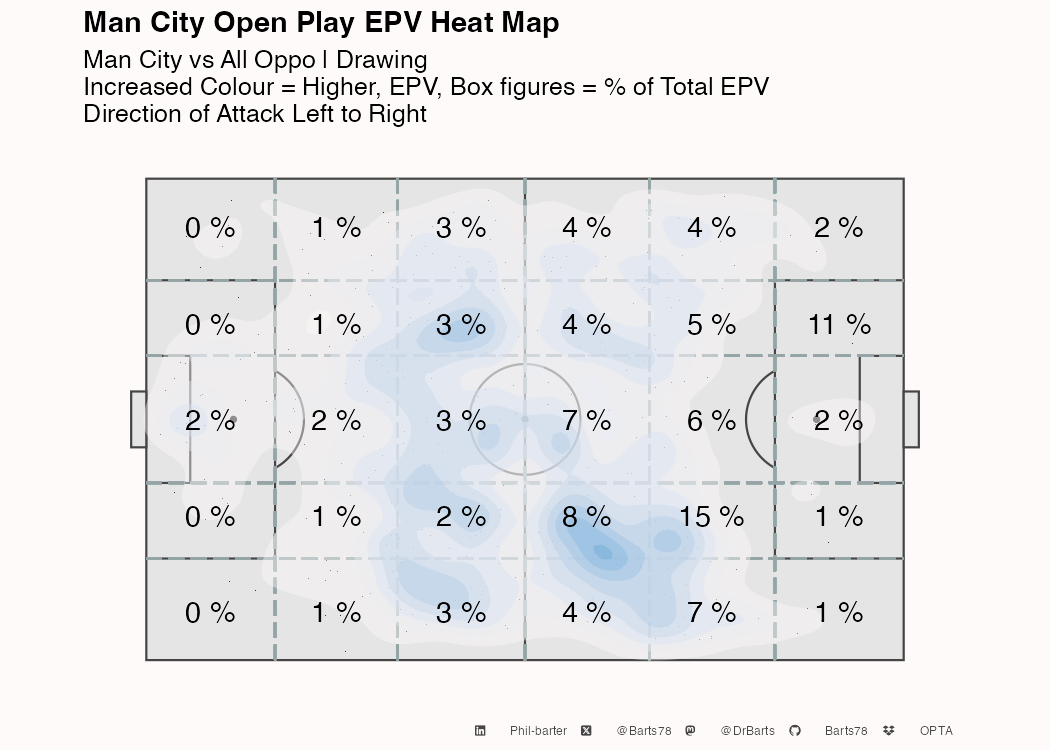 Man City Open Play EPV Heat Map
Man City vs All Oppo | Drawing
Increased Colour = Higher, EPV, Box figures = % of Total EPV
Direction of Attack Left to Right
0 % 1 % 3 % 4 % 4 % 2 %
0 % 1 % 3 % 4 % 5 % 11 %
2 % 2 % 3 % 7 % 6 % 2 %
0 % 1 % 2 % 8 % 15 % 1 %
0 % 1 % 3 % 4 % 7 % 1 %
Phil-barter @Barts78 @DrBarts Barts78 OPTA